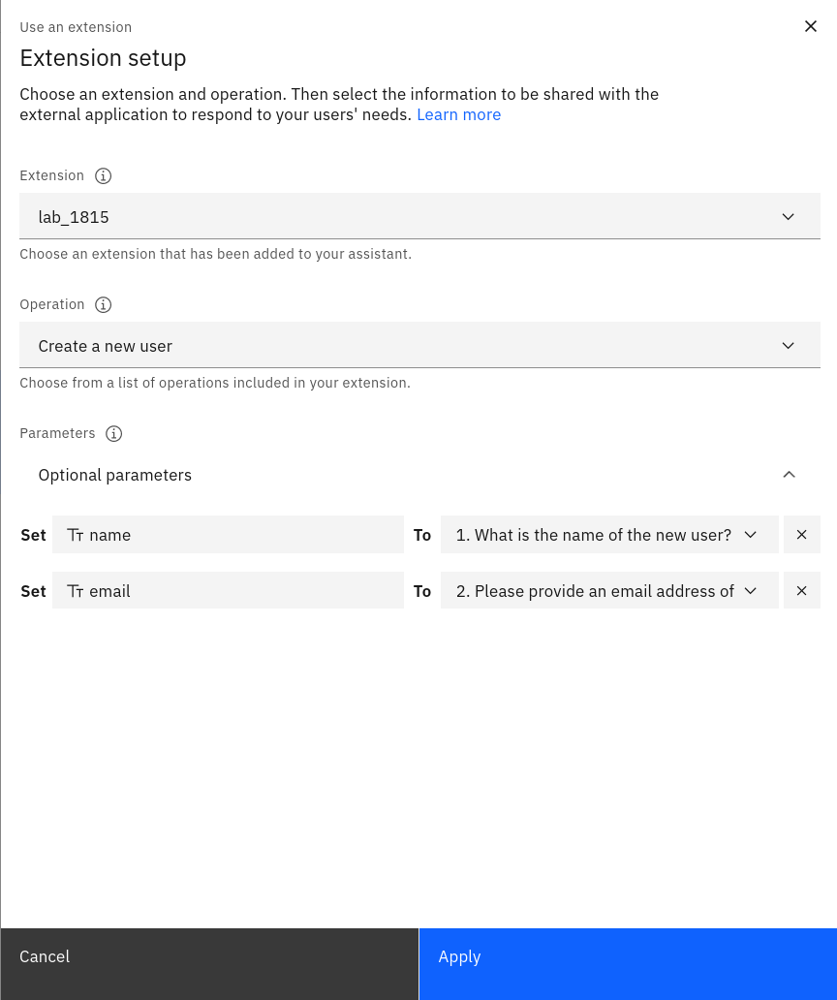 Use an extension
Extension setup
Choose an extension and operation. Then select the information to be shared with the
external application to respond to your users' needs. Learn more
Extension
lab_1815
Choose an extension that has been added to your assistant.
Operation
Create a new user
Choose from a list of operations included in your extension.
Parameters
Optional parameters
Set Tт name To 1. What is the name of the new user?
Set Tт email To 2. Please provide an email address of
Cancel
Apply